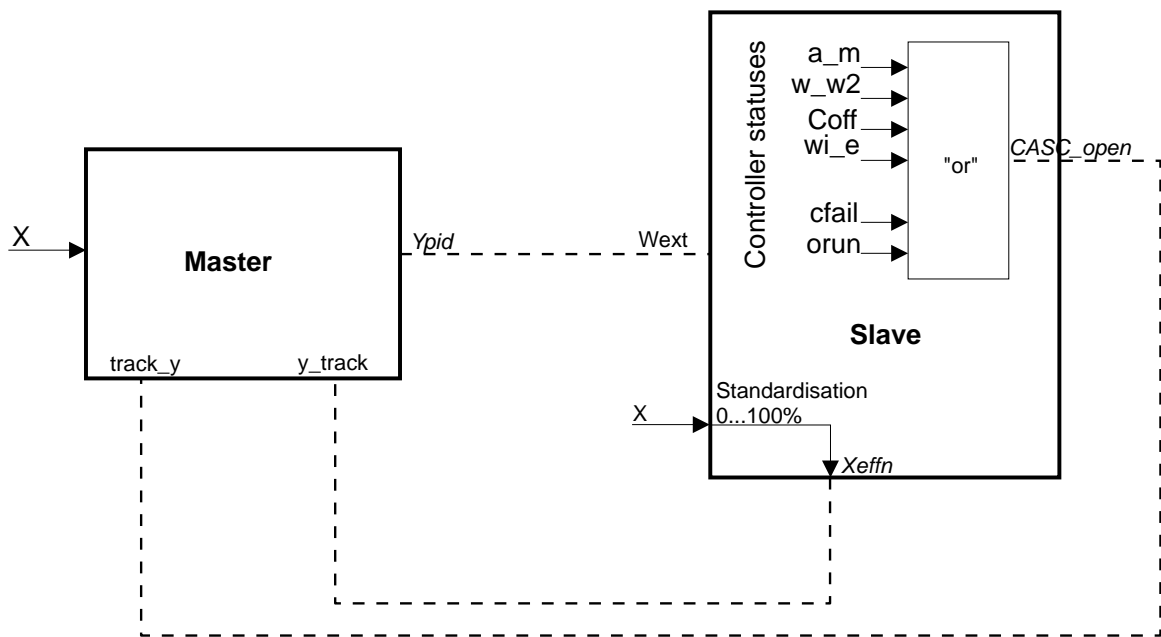 a_m
w_w2
Coff
wi_e
cfail
orun
Controller statuses
"or"
CASC_open
X
Master
Ypid
Wext
Slave
track_y
y_track
Standardisation
0...100%
X
Xeffn